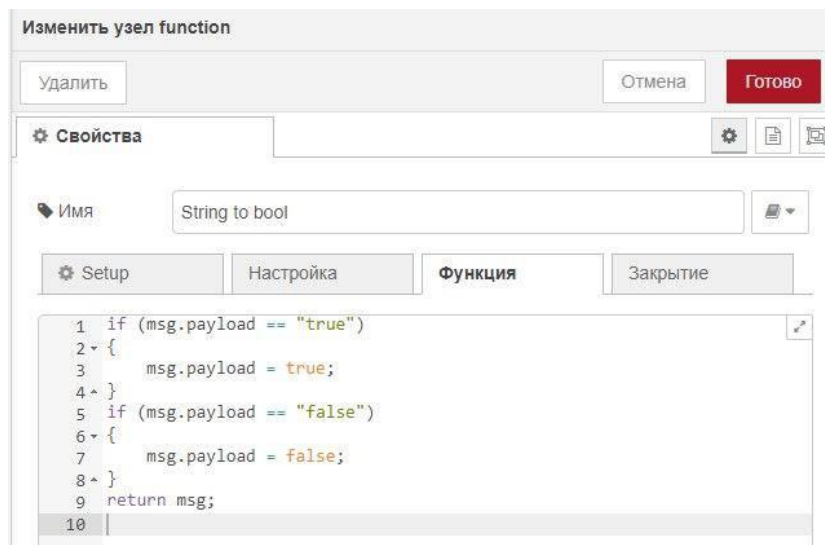 Изменить узел function
Удалить Отмена Готово
Свойства
Имя String to bool
Setup Настройка Функция Закрытие
1 if (msg.payload == "true")
2 {
3     msg.payload = true;
4 }
5 if (msg.payload == "false")
6 {
7     msg.payload = false;
8 }
9 return msg;
10